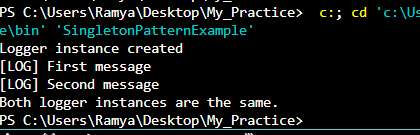 PS C:\Users\Ramya\Desktop\My_Practice>  c:; cd 'c:\Us
e\bin' 'SingletonPatternExample'
Logger instance created
[LOG] First message
[LOG] Second message
Both logger instances are the same.
PS C:\Users\Ramya\Desktop\My_Practice>